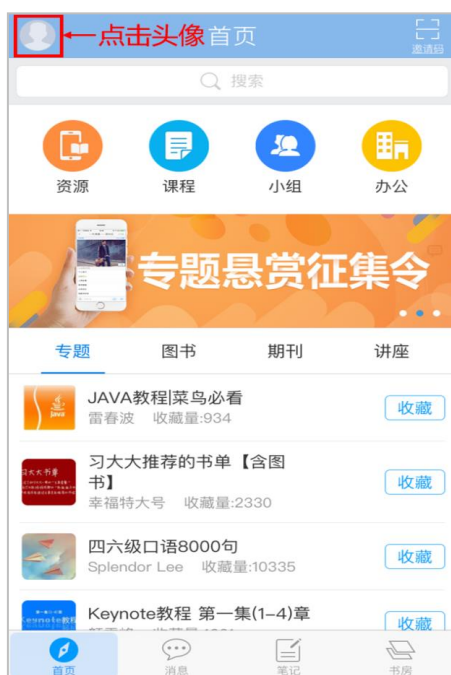 点击头像 首页
邀请码
搜索
资源 课程 小组 办公
专题悬赏征集令
专题 图书 期刊 讲座
JAVA教程|菜鸟必看
雷春波 收藏量:934
收藏
习大大推荐的书单【含图
书】
幸福特大号 收藏量:2330
收藏
四六级口语8000句
Splendor Lee 收藏量:10335
收藏
Keynote教程 第一集(1-4)章
收藏
首页 消息 笔记 书房